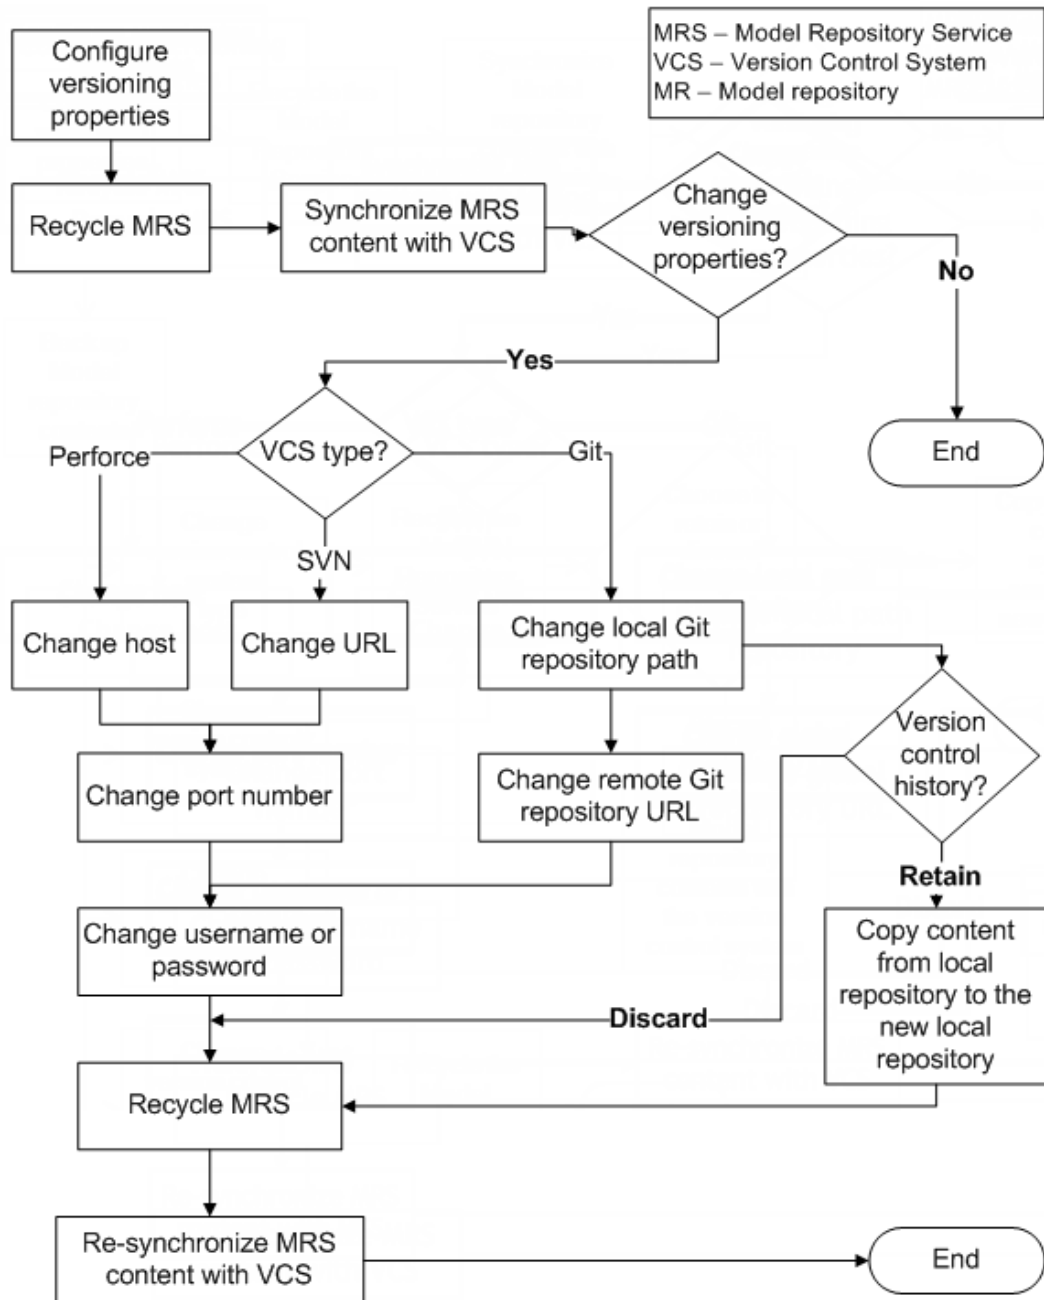 MRS – Model Repository Service
VCS – Version Control System
MR – Model repository
Configure
versioning
properties
Recycle MRS
Synchronize MRS
content with VCS
Change
versioning
properties?
No
Yes
End
VCS type?
Perforce
Git
SVN
Change host
Change URL
Change local Git
repository path
Version
control
history?
Change port number
Change remote Git
repository URL
Retain
Change username or
password
Copy content
from local
repository to the
new local
repository
Discard
Recycle MRS
Re-synchronize MRS
content with VCS
End